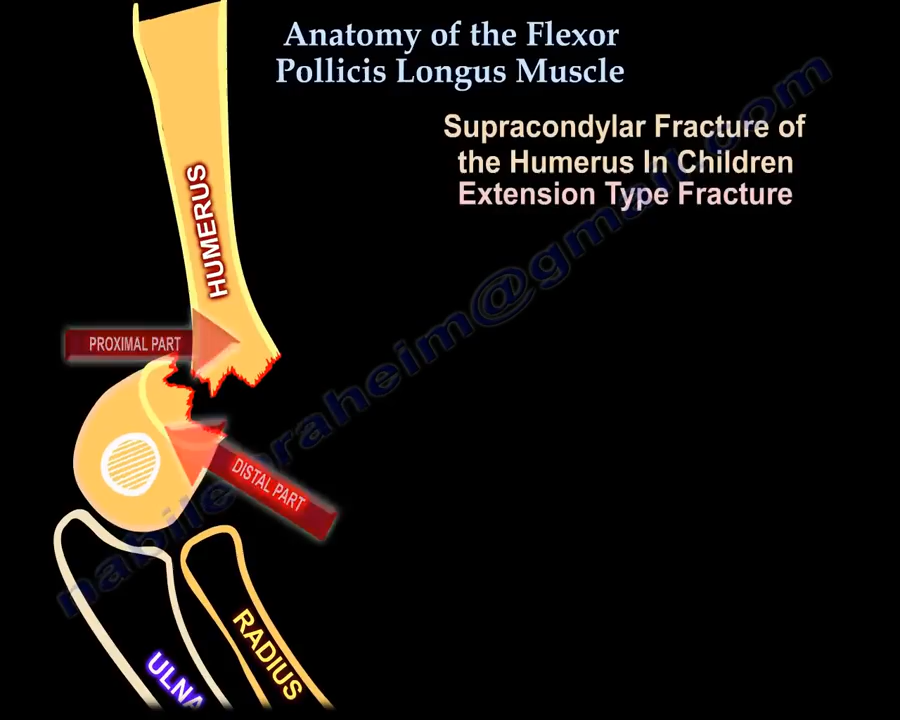 Anatomy of the Flexor
Pollicis Longus Muscle
Supracondylar Fracture of
the Humerus In Children
Extension Type Fracture
HUMERUS
PROXIMAL PART
DISTAL PART
RADIUS
ULNA